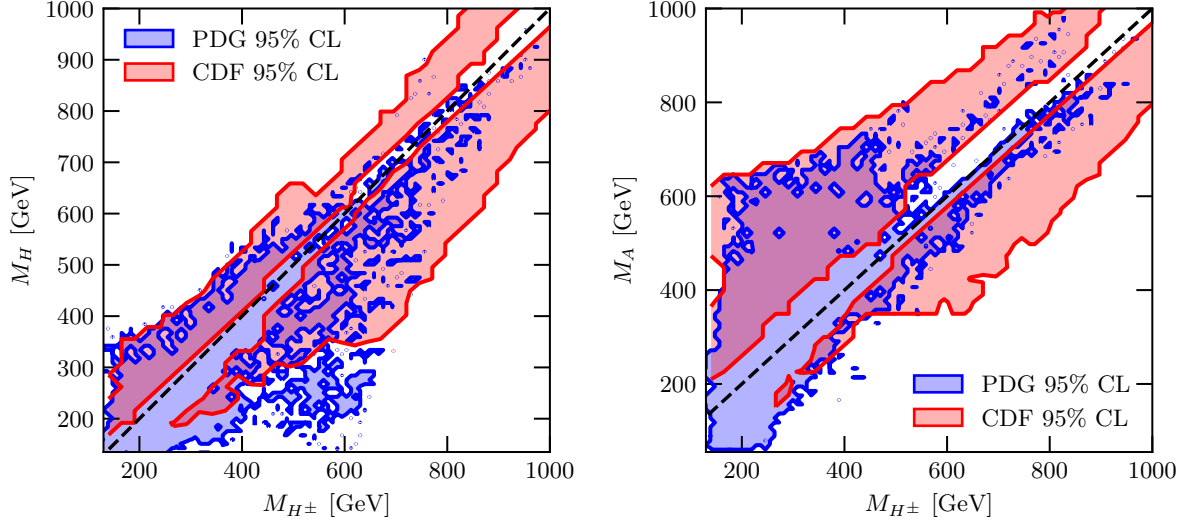 1000
900
800
700
600
500
400
300
200
M_H [GeV]
PDG 95% CL
CDF 95% CL
200 400 600 800 1000
M_{H^±} [GeV]
1000
800
600
400
200
M_A [GeV]
PDG 95% CL
CDF 95% CL
200 400 600 800 1000
M_{H^±} [GeV]